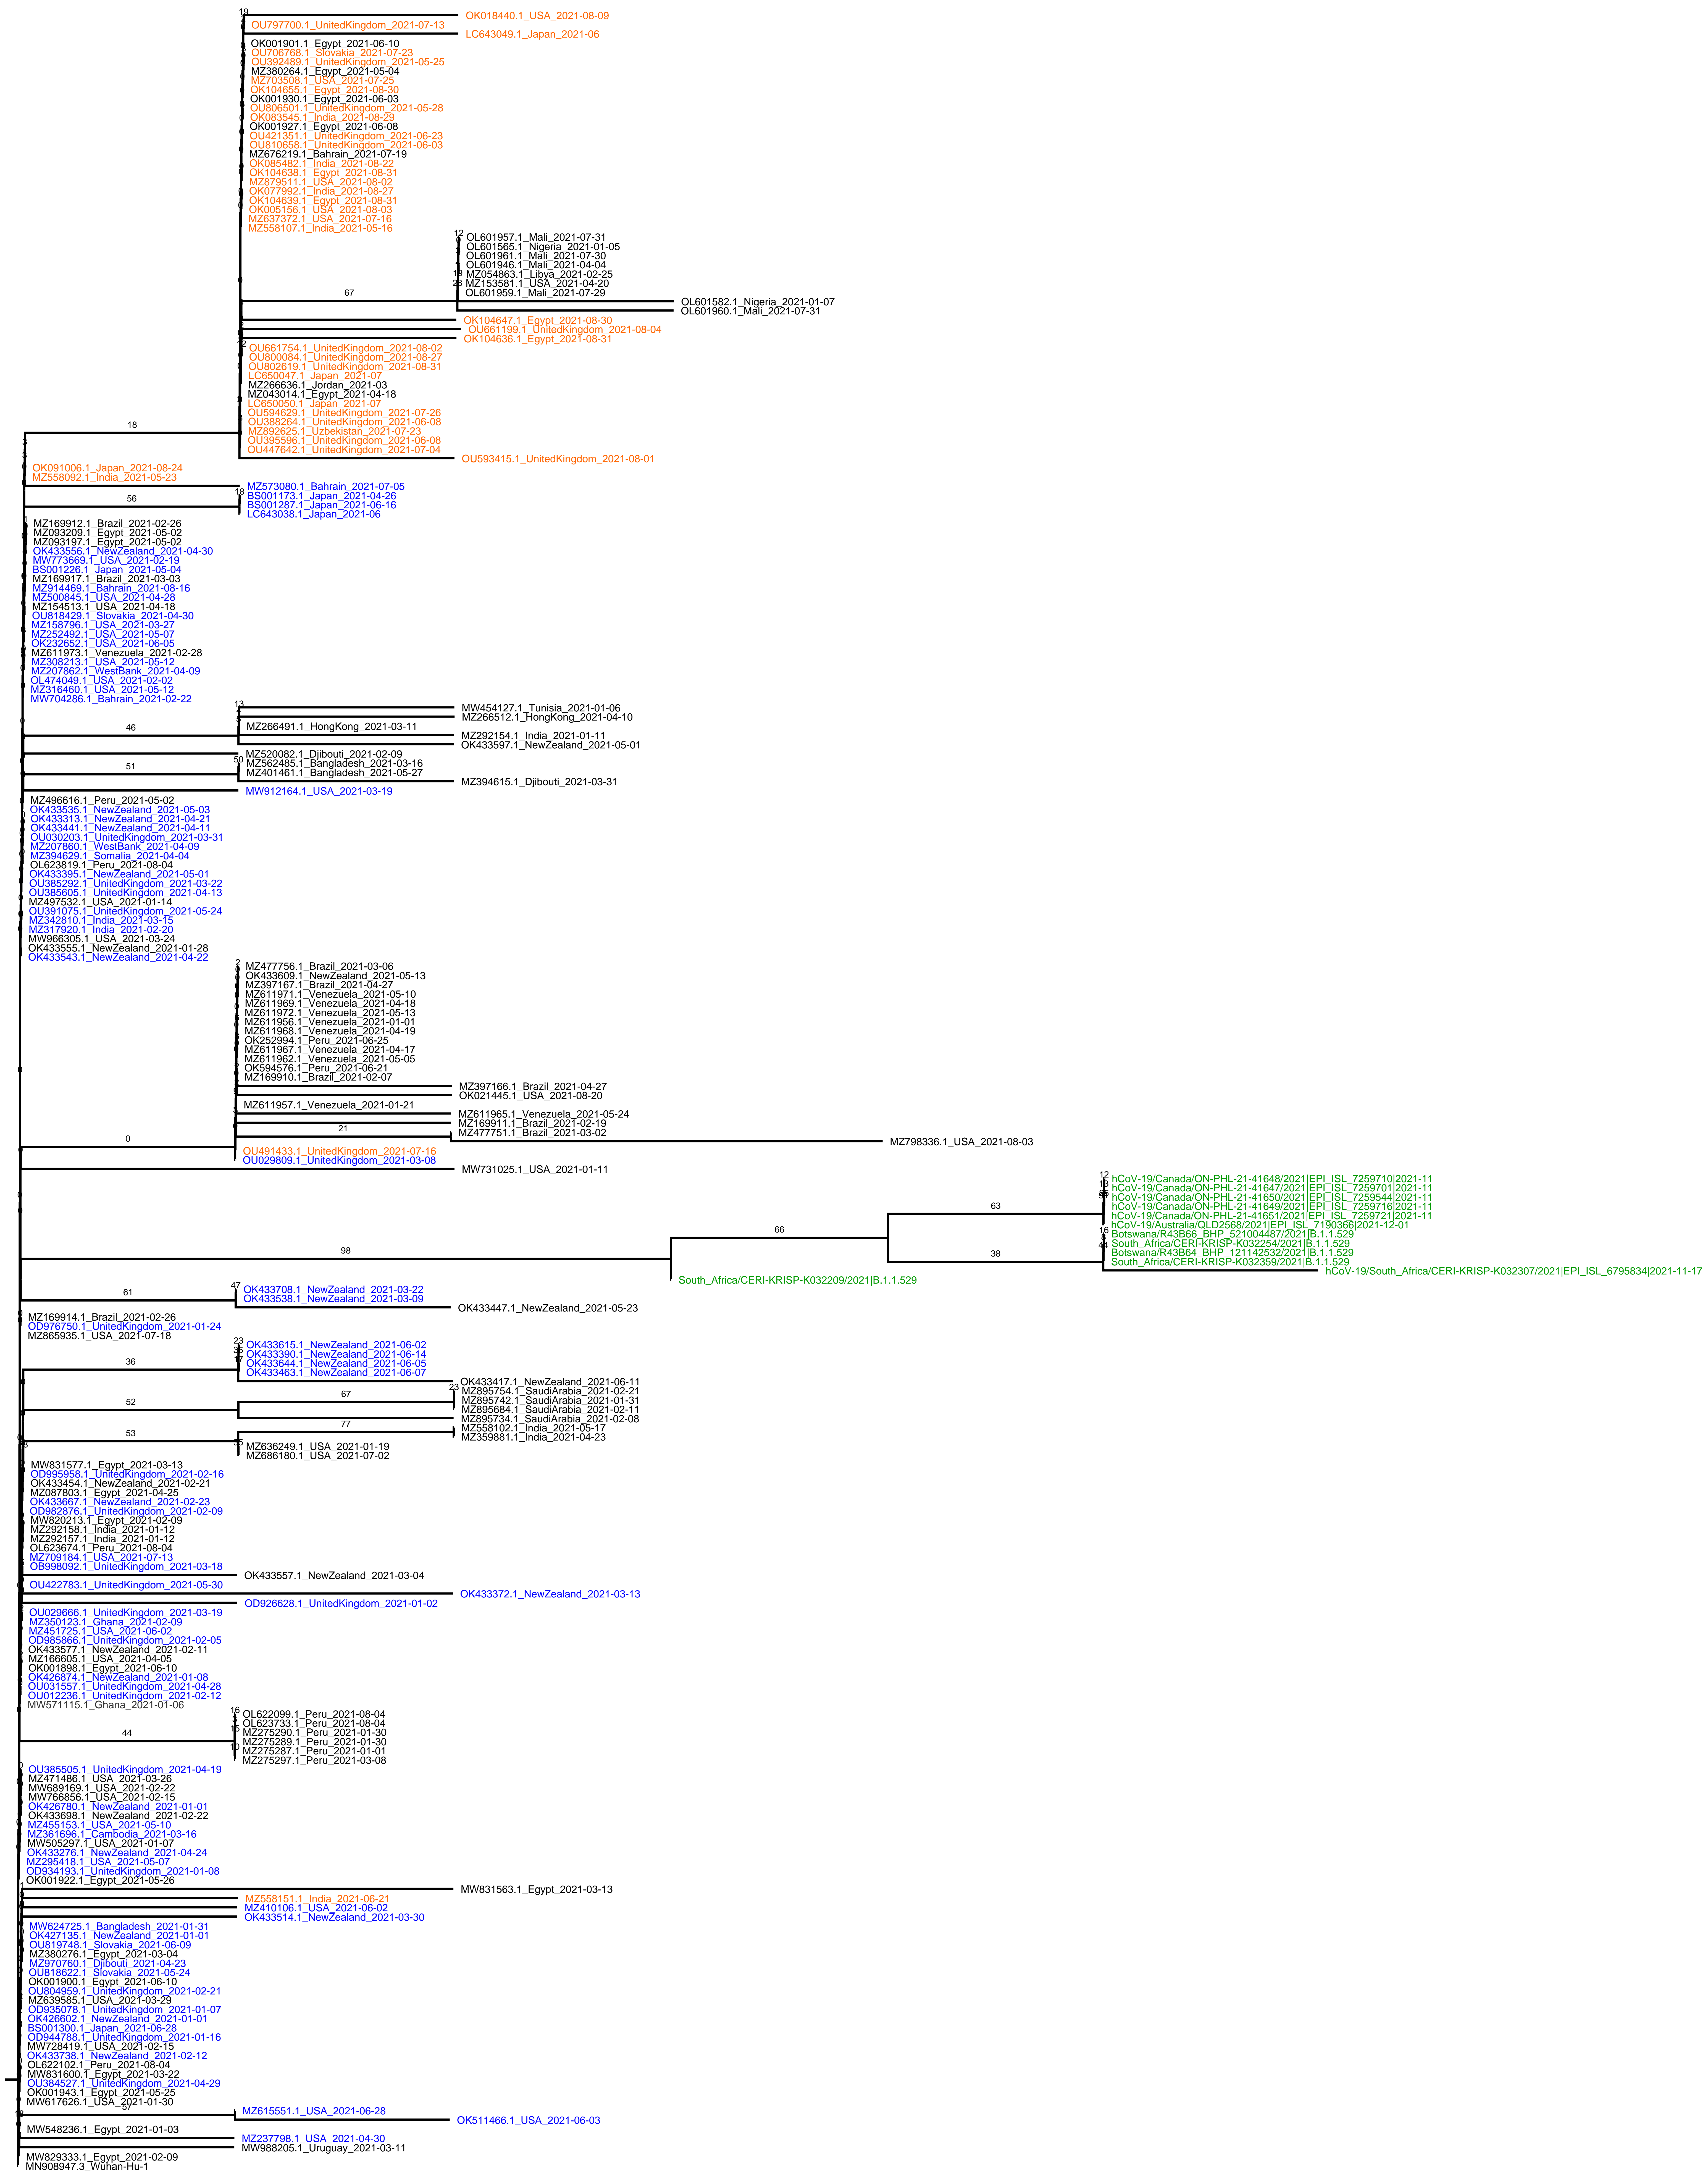 19
OK018440.1_USA_2021-08-09
OU797700.1_UnitedKingdom_2021-07-13
LC643049.1_Japan_2021-06
OK001901.1_Egypt_2021-06-10
OU706768.1_Slovakia_2021-07-23
OU392489.1_UnitedKingdom_2021-05-25
MZ380264.1_Egypt_2021-05-04
MZ703508.1_USA_2021-07-25
OK104655.1_Egypt_2021-08-30
OK001930.1_Egypt_2021-06-03
OU806501.1_UnitedKingdom_2021-05-28
OK083545.1_India_2021-08-29
OK001927.1_Egypt_2021-06-08
OU421351.1_UnitedKingdom_2021-06-23
OU810658.1_UnitedKingdom_2021-06-03
MZ676219.1_Bahrain_2021-07-19
OK085482.1_India_2021-08-22
OK104638.1_Egypt_2021-08-31
MZ879511.1_USA_2021-08-02
OK077992.1_India_2021-08-27
OK104639.1_Egypt_2021-08-31
OK005156.1_USA_2021-08-03
MZ637372.1_USA_2021-07-16
MZ558107.1_India_2021-05-16
12
OL601957.1_Mali_2021-07-31
OL601565.1_Nigeria_2021-01-05
OL601961.1_Mali_2021-07-30
OL601946.1_Mali_2021-04-04
19
MZ054863.1_Libya_2021-02-25
23
MZ153581.1_USA_2021-04-20
OL601959.1_Mali_2021-07-29
67
OL601582.1_Nigeria_2021-01-07
OL601960.1_Mali_2021-07-31
OK104647.1_Egypt_2021-08-30
OU661199.1_UnitedKingdom_2021-08-04
OK104636.1_Egypt_2021-08-31
OU661754.1_UnitedKingdom_2021-08-02
OU800084.1_UnitedKingdom_2021-08-27
OU802619.1_UnitedKingdom_2021-08-31
LC650047.1_Japan_2021-07
MZ266636.1_Jordan_2021-03
MZ043014.1_Egypt_2021-04-18
LC650050.1_Japan_2021-07
OU594629.1_UnitedKingdom_2021-07-26
OU388264.1_UnitedKingdom_2021-06-08
MZ892625.1_Uzbekistan_2021-07-23
18
OU395596.1_UnitedKingdom_2021-06-08
OU447642.1_UnitedKingdom_2021-07-04
OU593415.1_UnitedKingdom_2021-08-01
OK091006.1_Japan_2021-08-24
MZ558092.1_India_2021-05-23
MZ573080.1_Bahrain_2021-07-05
18
BS001173.1_Japan_2021-04-26
56
BS001287.1_Japan_2021-06-16
LC643038.1_Japan_2021-06
MZ169912.1_Brazil_2021-02-26
MZ093209.1_Egypt_2021-05-02
MZ093197.1_Egypt_2021-05-02
OK433556.1_NewZealand_2021-04-30
MW773669.1_USA_2021-02-19
BS001226.1_Japan_2021-05-04
MZ169917.1_Brazil_2021-03-03
MZ914469.1_Bahrain_2021-08-16
MZ500845.1_USA_2021-04-28
MZ154513.1_USA_2021-04-18
OU818429.1_Slovakia_2021-04-30
MZ158796.1_USA_2021-03-27
MZ252492.1_USA_2021-05-07
OK232652.1_USA_2021-06-05
MZ611973.1_Venezuela_2021-02-28
MZ308213.1_USA_2021-05-12
MZ207862.1_WestBank_2021-04-09
OL474049.1_USA_2021-02-02
MZ316460.1_USA_2021-05-12
MW704286.1_Bahrain_2021-02-22
13
MW454127.1_Tunisia_2021-01-06
MZ266512.1_HongKong_2021-04-10
46
MZ266491.1_HongKong_2021-03-11
MZ292154.1_India_2021-01-11
OK433597.1_NewZealand_2021-05-01
MZ520082.1_Djibouti_2021-02-09
50
MZ562485.1_Bangladesh_2021-03-16
51
MZ401461.1_Bangladesh_2021-05-27
MZ394615.1_Djibouti_2021-03-31
MW912164.1_USA_2021-03-19
MZ496616.1_Peru_2021-05-02
OK433535.1_NewZealand_2021-05-03
OK433313.1_NewZealand_2021-04-21
OK433441.1_NewZealand_2021-04-11
OU030203.1_UnitedKingdom_2021-03-31
MZ207860.1_WestBank_2021-04-09
MZ394629.1_Somalia_2021-04-04
OL623819.1_Peru_2021-08-04
OK433395.1_NewZealand_2021-05-01
OU385292.1_UnitedKingdom_2021-03-22
OU385605.1_UnitedKingdom_2021-04-13
MZ497532.1_USA_2021-01-14
OU391075.1_UnitedKingdom_2021-05-24
MZ342810.1_India_2021-03-15
MZ317920.1_India_2021-02-20
MW966305.1_USA_2021-03-24
OK433555.1_NewZealand_2021-01-28
OK433543.1_NewZealand_2021-04-22
2
MZ477756.1_Brazil_2021-03-06
OK433609.1_NewZealand_2021-05-13
MZ397167.1_Brazil_2021-04-27
MZ611971.1_Venezuela_2021-05-10
MZ611969.1_Venezuela_2021-04-18
MZ611972.1_Venezuela_2021-05-13
MZ611956.1_Venezuela_2021-01-01
MZ611968.1_Venezuela_2021-04-19
OK252994.1_Peru_2021-06-25
MZ611967.1_Venezuela_2021-04-17
MZ611962.1_Venezuela_2021-05-05
OK594576.1_Peru_2021-06-21
MZ169910.1_Brazil_2021-02-07
MZ397166.1_Brazil_2021-04-27
OK021445.1_USA_2021-08-20
MZ611957.1_Venezuela_2021-01-21
MZ611965.1_Venezuela_2021-05-24
MZ169911.1_Brazil_2021-02-19
21
MZ477751.1_Brazil_2021-03-02
0
MZ798336.1_USA_2021-08-03
OU491433.1_UnitedKingdom_2021-07-16
OU029809.1_UnitedKingdom_2021-03-08
MW731025.1_USA_2021-01-11
12
hCoV-19/Canada/ON-PHL-21-41648/2021|EPI_ISL_7259710|2021-11
hCoV-19/Canada/ON-PHL-21-41647/2021|EPI_ISL_7259701|2021-11
hCoV-19/Canada/ON-PHL-21-41650/2021|EPI_ISL_7259544|2021-11
63
hCoV-19/Canada/ON-PHL-21-41649/2021|EPI_ISL_7259716|2021-11
hCoV-19/Canada/ON-PHL-21-41651/2021|EPI_ISL_7259721|2021-11
hCoV-19/Australia/QLD2568/2021|EPI_ISL_7190366|2021-12-01
16
66
Botswana/R43B66_BHP_521004487/2021|B.1.1.529
South_Africa/CERI-KRISP-K032254/2021|B.1.1.529
44
98
38
Botswana/R43B64_BHP_121142532/2021|B.1.1.529
South_Africa/CERI-KRISP-K032359/2021|B.1.1.529
hCoV-19/South_Africa/CERI-KRISP-K032307/2021|EPI_ISL_6795834|2021-11-17
South_Africa/CERI-KRISP-K032209/2021|B.1.1.529
47
OK433708.1_NewZealand_2021-03-22
61
OK433538.1_NewZealand_2021-03-09
OK433447.1_NewZealand_2021-05-23
MZ169914.1_Brazil_2021-02-26
OD976750.1_UnitedKingdom_2021-01-24
MZ865935.1_USA_2021-07-18
23
OK433615.1_NewZealand_2021-06-02
OK433390.1_NewZealand_2021-06-14
36
17
OK433644.1_NewZealand_2021-06-05
OK433463.1_NewZealand_2021-06-07
OK433417.1_NewZealand_2021-06-11
23
MZ895754.1_SaudiArabia_2021-02-21
67
MZ895742.1_SaudiArabia_2021-01-31
52
MZ895684.1_SaudiArabia_2021-02-11
MZ895734.1_SaudiArabia_2021-02-08
77
MZ558102.1_India_2021-05-17
53
MZ359881.1_India_2021-04-23
MZ636249.1_USA_2021-01-19
MZ686180.1_USA_2021-07-02
MW831577.1_Egypt_2021-03-13
OD995958.1_UnitedKingdom_2021-02-16
OK433454.1_NewZealand_2021-02-21
MZ087803.1_Egypt_2021-04-25
OK433667.1_NewZealand_2021-02-23
OD982876.1_UnitedKingdom_2021-02-09
MW820213.1_Egypt_2021-02-09
MZ292158.1_India_2021-01-12
MZ292157.1_India_2021-01-12
OL623674.1_Peru_2021-08-04
MZ709184.1_USA_2021-07-13
OB998092.1_UnitedKingdom_2021-03-18
OK433557.1_NewZealand_2021-03-04
OU422783.1_UnitedKingdom_2021-05-30
OK433372.1_NewZealand_2021-03-13
OD926628.1_UnitedKingdom_2021-01-02
OU029666.1_UnitedKingdom_2021-03-19
MZ350123.1_Ghana_2021-02-09
MZ451725.1_USA_2021-06-02
OD985866.1_UnitedKingdom_2021-02-05
OK433577.1_NewZealand_2021-02-11
MZ166605.1_USA_2021-04-05
OK001898.1_Egypt_2021-06-10
OK426874.1_NewZealand_2021-01-08
OU031557.1_UnitedKingdom_2021-04-28
OU012236.1_UnitedKingdom_2021-02-12
MW571115.1_Ghana_2021-01-06
16
OL622099.1_Peru_2021-08-04
OL623733.1_Peru_2021-08-04
15
44
MZ275290.1_Peru_2021-01-30
MZ275289.1_Peru_2021-01-30
10
MZ275287.1_Peru_2021-01-01
MZ275297.1_Peru_2021-03-08
OU385505.1_UnitedKingdom_2021-04-19
MZ471486.1_USA_2021-03-26
MW689169.1_USA_2021-02-22
MW766856.1_USA_2021-02-15
OK426780.1_NewZealand_2021-01-01
OK433698.1_NewZealand_2021-02-22
MZ455153.1_USA_2021-05-10
MZ361696.1_Cambodia_2021-03-16
MW505297.1_USA_2021-01-07
OK433276.1_NewZealand_2021-04-24
MZ295418.1_USA_2021-05-07
OD934193.1_UnitedKingdom_2021-01-08
OK001922.1_Egypt_2021-05-26
MW831563.1_Egypt_2021-03-13
MZ558151.1_India_2021-06-21
MZ410106.1_USA_2021-06-02
OK433514.1_NewZealand_2021-03-30
MW624725.1_Bangladesh_2021-01-31
OK427135.1_NewZealand_2021-01-01
OU819748.1_Slovakia_2021-06-09
MZ380276.1_Egypt_2021-03-04
MZ970760.1_Djibouti_2021-04-23
OU818622.1_Slovakia_2021-05-24
OK001900.1_Egypt_2021-06-10
OU804959.1_UnitedKingdom_2021-02-21
MZ639585.1_USA_2021-03-29
OD935078.1_UnitedKingdom_2021-01-07
OK426602.1_NewZealand_2021-01-01
BS001300.1_Japan_2021-06-28
OD944788.1_UnitedKingdom_2021-01-16
MW728419.1_USA_2021-02-15
OK433738.1_NewZealand_2021-02-12
OL622102.1_Peru_2021-08-04
MW831600.1_Egypt_2021-03-22
OU384527.1_UnitedKingdom_2021-04-29
OK001943.1_Egypt_2021-05-25
MW617626.1_USA_2021-01-30
57
MZ615551.1_USA_2021-06-28
OK511466.1_USA_2021-06-03
MW548236.1_Egypt_2021-01-03
MZ237798.1_USA_2021-04-30
MW988205.1_Uruguay_2021-03-11
MW829333.1_Egypt_2021-02-09
MN908947.3_Wuhan-Hu-1